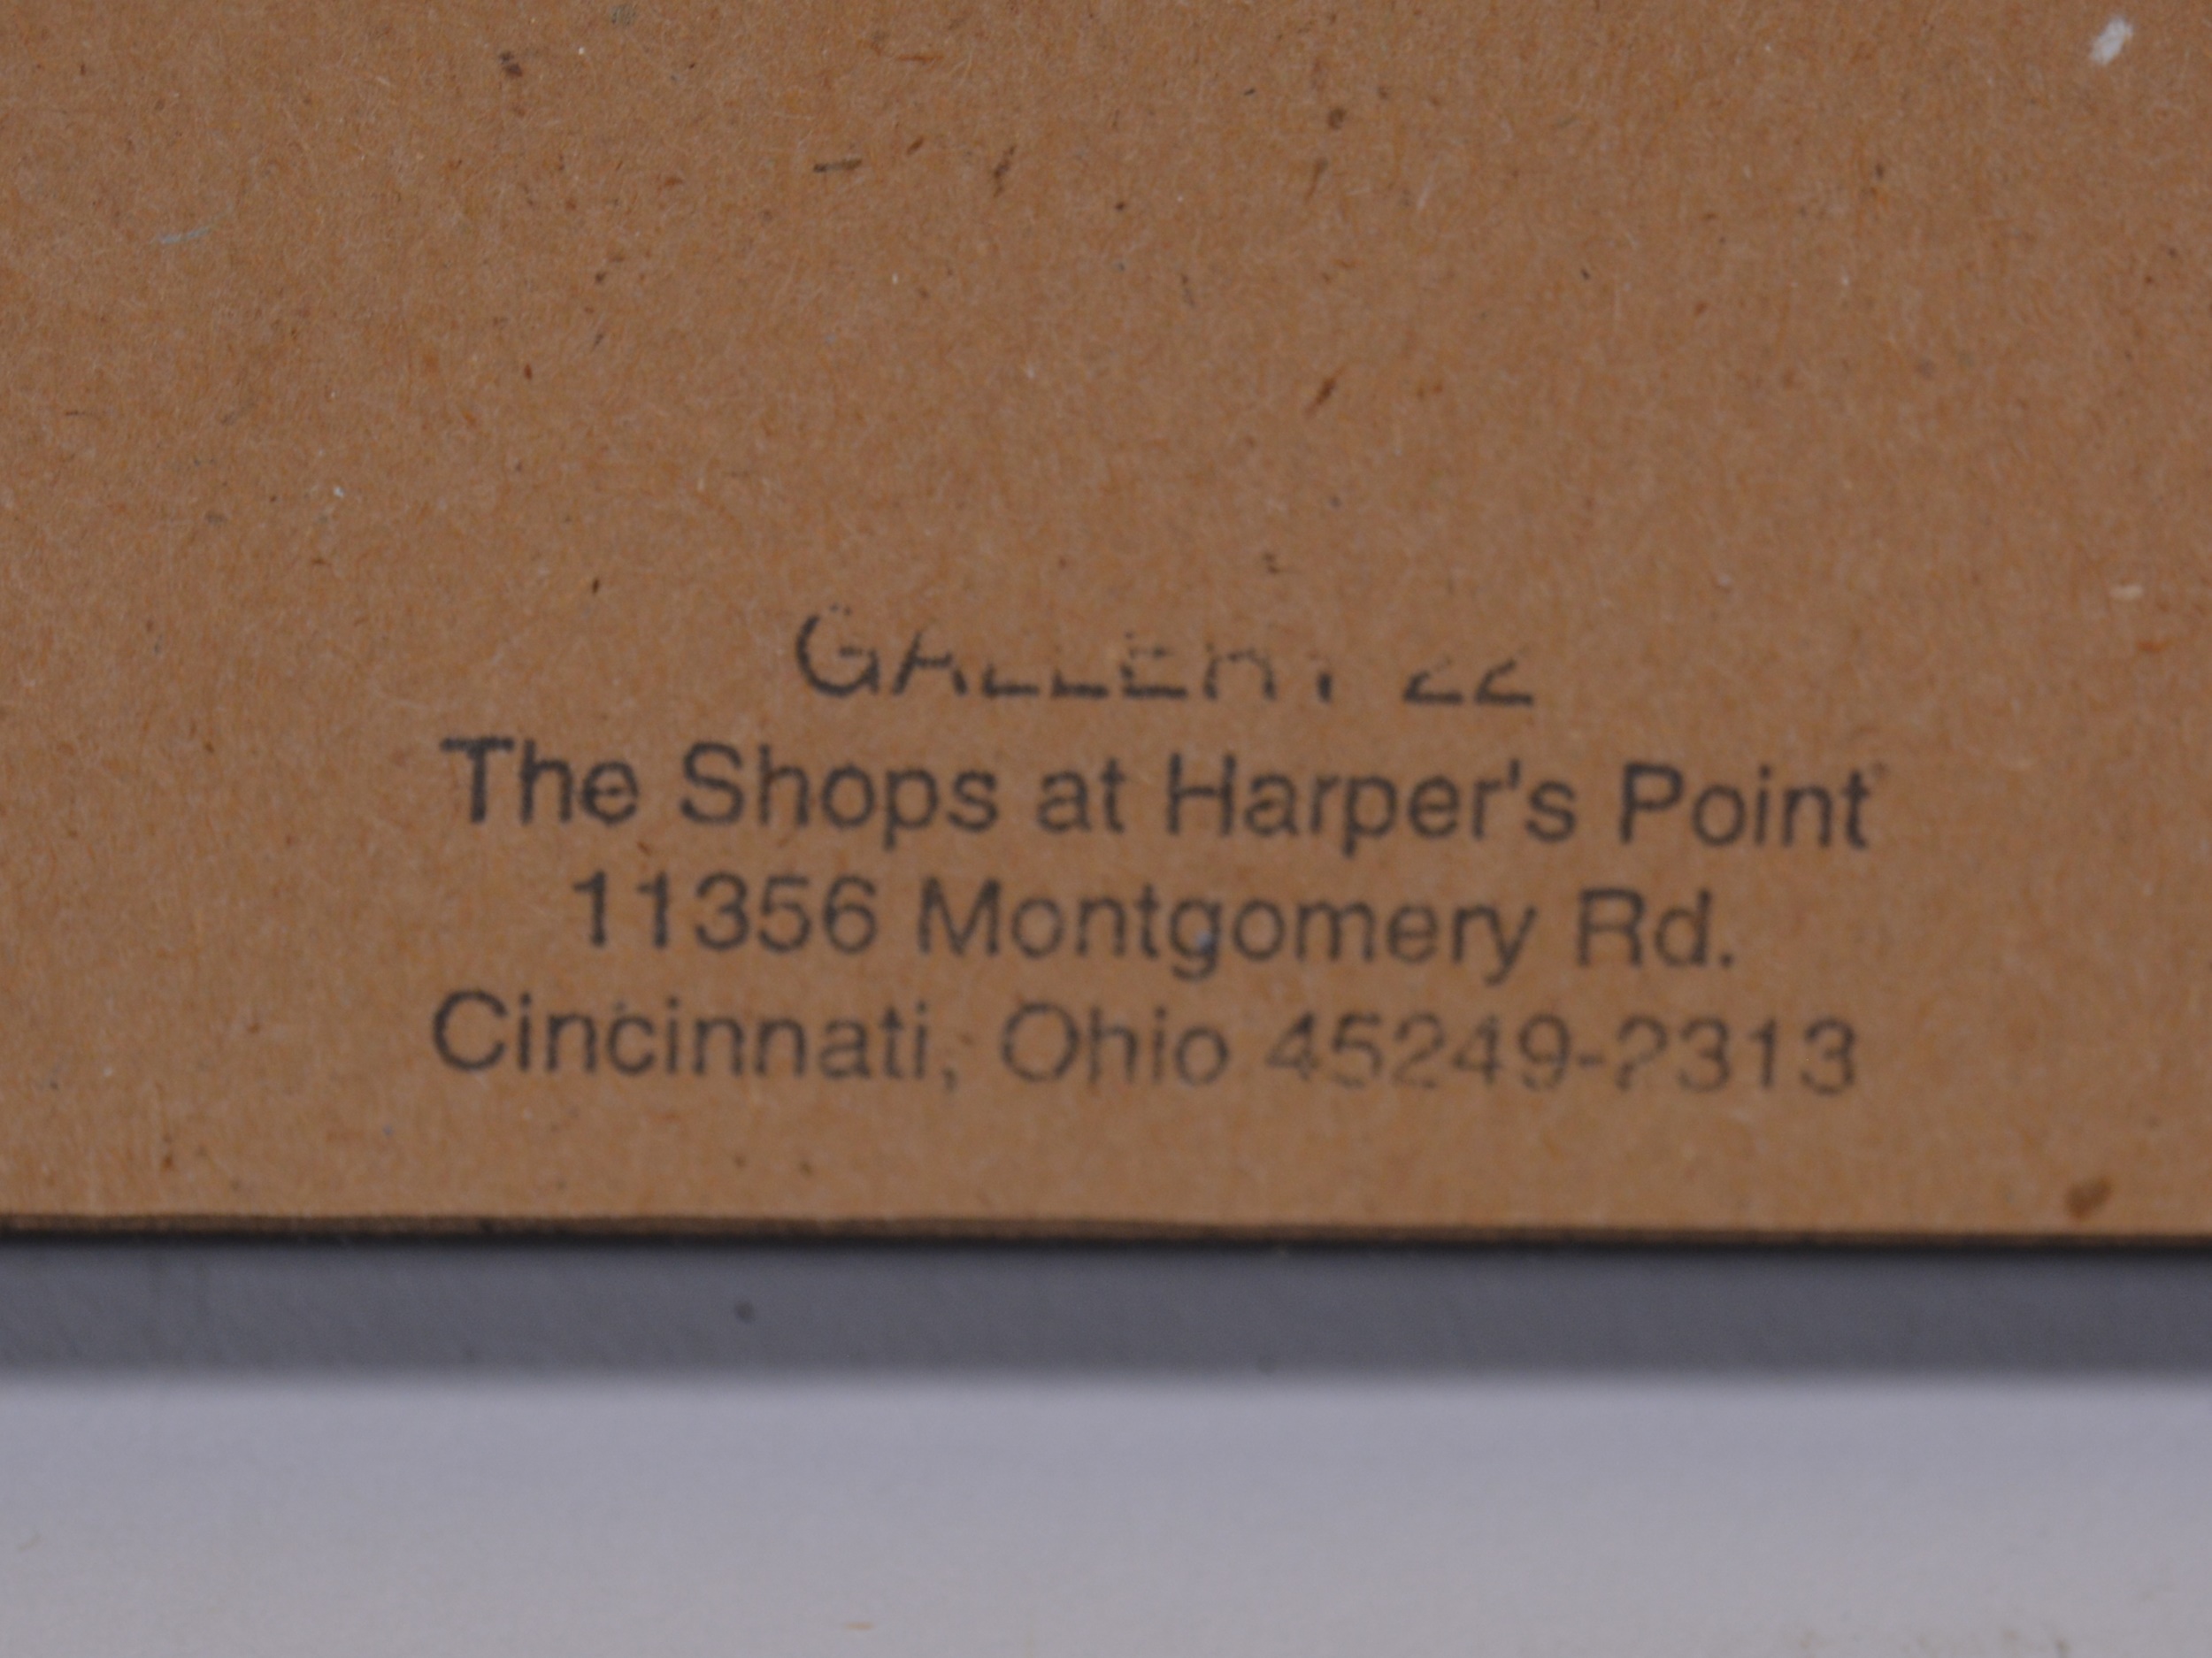 GALLERY 22
The Shops at Harper's Point
11356 Montgomery Rd.
Cincinnati, Ohio 45249-2313